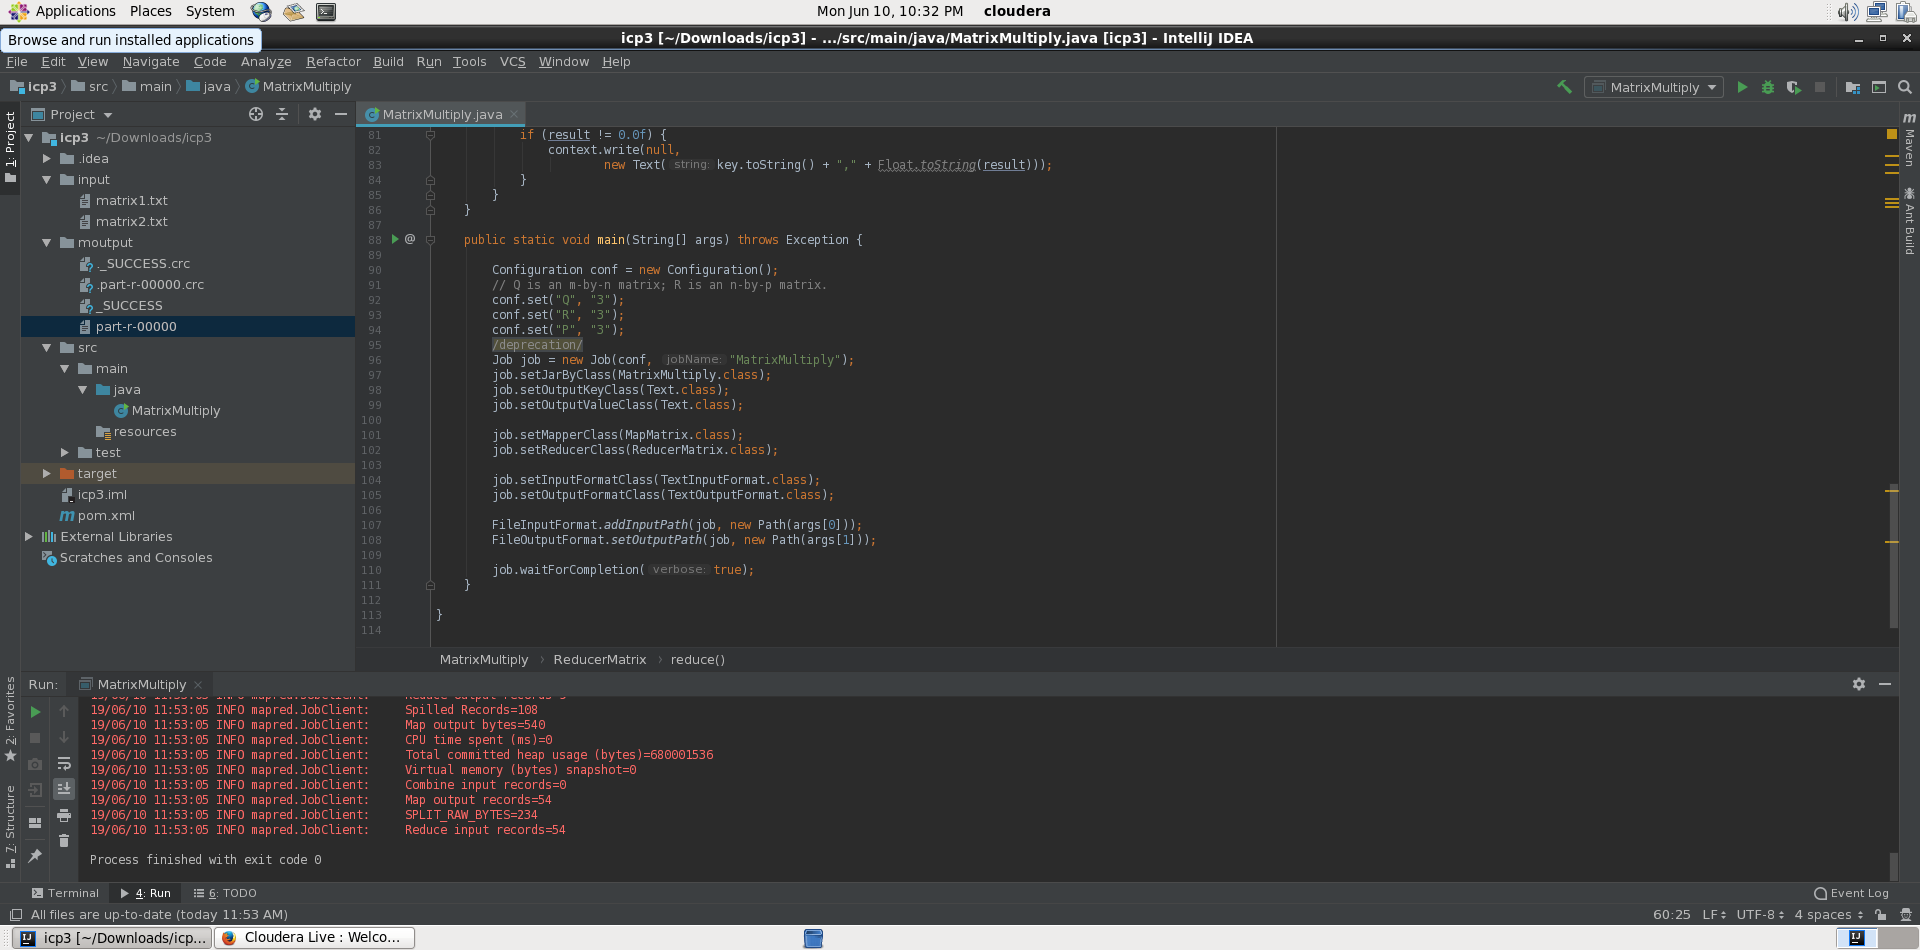 Applications Places System Mon Jun 10, 10:32 PM cloudera
Browse and run installed applications
icp3 [~/Downloads/icp3] - .../src/main/java/MatrixMultiply.java [icp3] - IntelliJ IDEA
File Edit View Navigate Code Analyze Refactor Build Run Tools VCS Window Help
icp3 src main java MatrixMultiply MatrixMultiply
1: Project
Project
icp3 ~/Downloads/icp3
.idea
input
matrix1.txt
matrix2.txt
moutput
._SUCCESS.crc
.part-r-00000.crc
_SUCCESS
part-r-00000
src
main
java
MatrixMultiply
resources
test
target
icp3.iml
pom.xml
External Libraries
Scratches and Consoles
MatrixMultiply.java
81 if (result != 0.0f) {
82 context.write(null,
83 new Text( string: key.toString() + "," + Float.toString(result)));
84 }
85 }
86 }
87
88 @ public static void main(String[] args) throws Exception {
89
90 Configuration conf = new Configuration();
91 // Q is an m-by-n matrix; R is an n-by-p matrix.
92 conf.set("Q", "3");
93 conf.set("R", "3");
94 conf.set("P", "3");
95 /deprecation/
96 Job job = new Job(conf, jobName: "MatrixMultiply");
97 job.setJarByClass(MatrixMultiply.class);
98 job.setOutputKeyClass(Text.class);
99 job.setOutputValueClass(Text.class);
100
101 job.setMapperClass(MapMatrix.class);
102 job.setReducerClass(ReducerMatrix.class);
103
104 job.setInputFormatClass(TextInputFormat.class);
105 job.setOutputFormatClass(TextOutputFormat.class);
106
107 FileInputFormat.addInputPath(job, new Path(args[0]));
108 FileOutputFormat.setOutputPath(job, new Path(args[1]));
109
110 job.waitForCompletion( verbose: true);
111 }
112
113 }
114
MatrixMultiply › ReducerMatrix › reduce()
Maven
Ant Build
2: Favorites
7: Structure
Run: MatrixMultiply
19/06/10 11:53:05 INFO mapred.JobClient: Reduce output records=
19/06/10 11:53:05 INFO mapred.JobClient: Spilled Records=108
19/06/10 11:53:05 INFO mapred.JobClient: Map output bytes=540
19/06/10 11:53:05 INFO mapred.JobClient: CPU time spent (ms)=0
19/06/10 11:53:05 INFO mapred.JobClient: Total committed heap usage (bytes)=680001536
19/06/10 11:53:05 INFO mapred.JobClient: Virtual memory (bytes) snapshot=0
19/06/10 11:53:05 INFO mapred.JobClient: Combine input records=0
19/06/10 11:53:05 INFO mapred.JobClient: Map output records=54
19/06/10 11:53:05 INFO mapred.JobClient: SPLIT_RAW_BYTES=234
19/06/10 11:53:05 INFO mapred.JobClient: Reduce input records=54
Process finished with exit code 0
Terminal 4: Run 6: TODO Event Log
All files are up-to-date (today 11:53 AM) 60:25 LF UTF-8 4 spaces
icp3 [~/Downloads/icp... Cloudera Live : Welco...